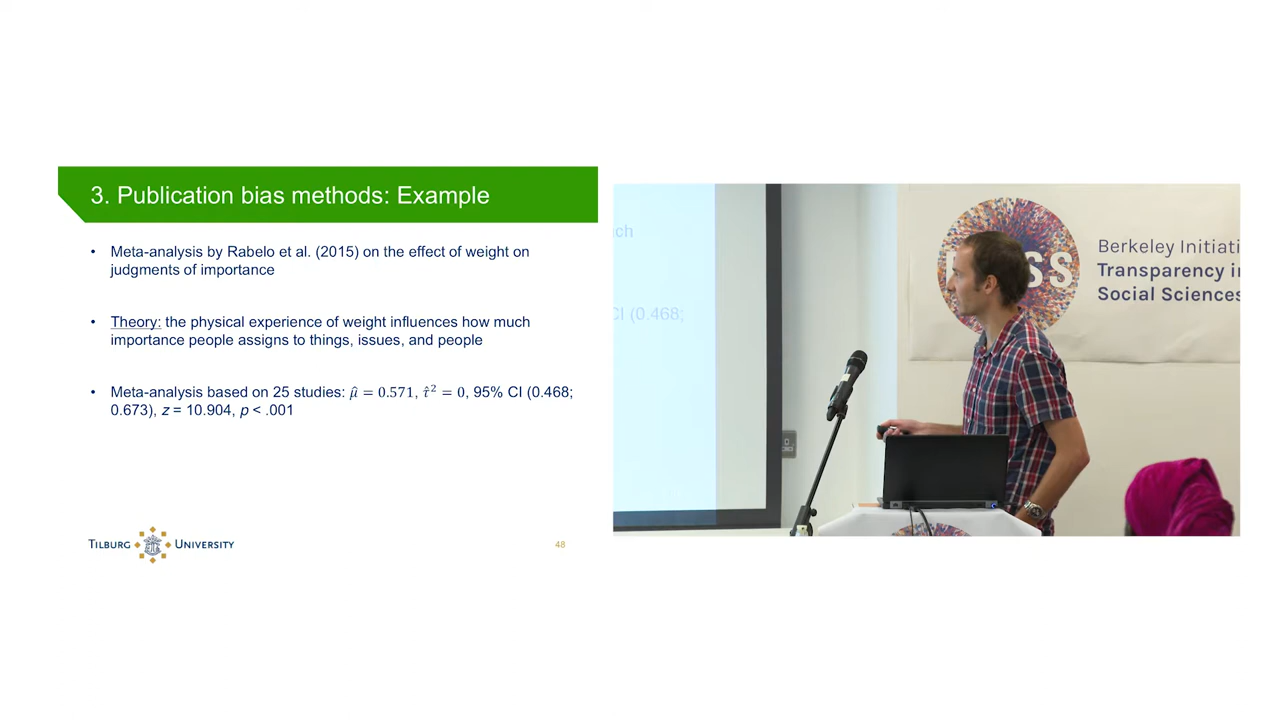 3. Publication bias methods: Example
• Meta-analysis by Rabelo et al. (2015) on the effect of weight on
judgments of importance
• Theory: the physical experience of weight influences how much
importance people assigns to things, issues, and people
• Meta-analysis based on 25 studies: μ̂ = 0.571, τ̂² = 0, 95% CI (0.468;
0.673), z = 10.904, p < .001
TILBURG UNIVERSITY
48
CI (0.468;
Berkeley Initiati
Transparency in
Social Sciences